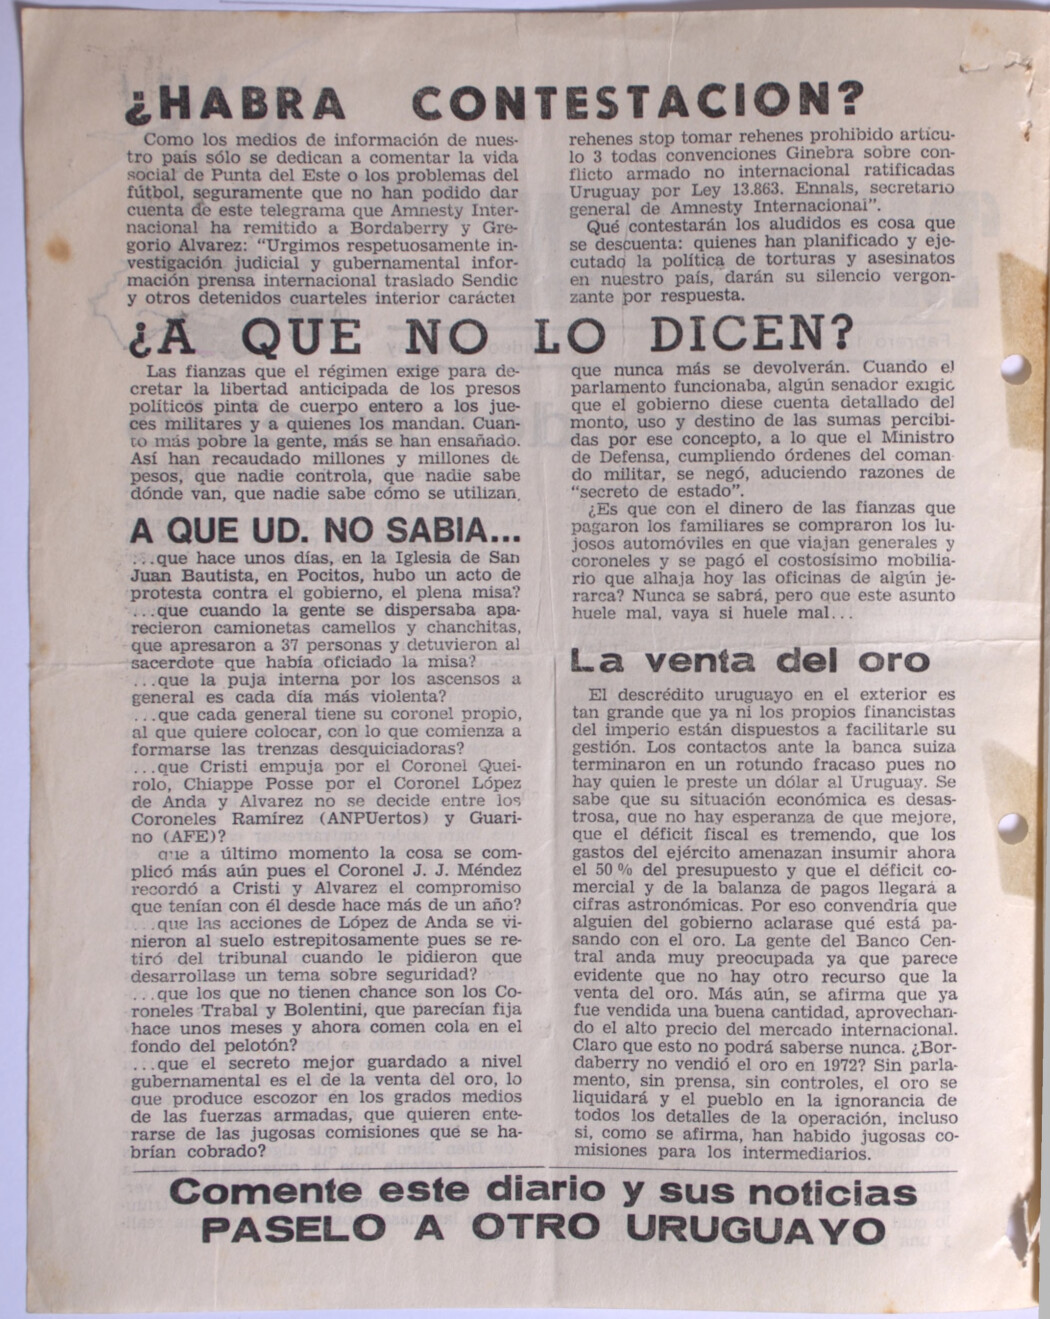 ¿HABRA CONTESTACION?
Como los medios de información de nues-
tro país sólo se dedican a comentar la vida
social de Punta del Este o los problemas del
fútbol, seguramente que no han podido dar
cuenta de este telegrama que Amnesty Inter-
nacional ha remitido a Bordaberry y Gre-
gorio Alvarez: "Urgimos respetuosamente in-
vestigación judicial y gubernamental infor-
mación prensa internacional traslado Sendic
y otros detenidos cuarteles interior carácter
rehenes stop tomar rehenes prohibido artícu-
lo 3 todas convenciones Ginebra sobre con-
flicto armado no internacional ratificadas
Uruguay por Ley 13.863. Ennals, secretario
general de Amnesty Internacional".
Qué contestarán los aludidos es cosa que
se descuenta: quienes han planificado y eje-
cutado la política de torturas y asesinatos
en nuestro país, darán su silencio vergon-
zante por respuesta.
¿A QUE NO LO DICEN?
Las fianzas que el régimen exige para de-
cretar la libertad anticipada de los presos
políticos pinta de cuerpo entero a los jue-
ces militares y a quienes los mandan. Cuan-
to más pobre la gente, más se han ensañado.
Así han recaudado millones y millones de
pesos, que nadie controla, que nadie sabe
dónde van, que nadie sabe cómo se utilizan,
que nunca más se devolverán. Cuando el
parlamento funcionaba, algún senador exigió
que el gobierno diese cuenta detallado del
monto, uso y destino de las sumas percibi-
das por ese concepto, a lo que el Ministro
de Defensa, cumpliendo órdenes del coman
do militar, se negó, aduciendo razones de
"secreto de estado".
¿Es que con el dinero de las fianzas que
pagaron los familiares se compraron los lu-
josos automóviles en que viajan generales y
coroneles y se pagó el costosísimo mobilia-
rio que alhaja hoy las oficinas de algún je-
rarca? Nunca se sabrá, pero que este asunto
huele mal, vaya si huele mal...
A QUE UD. NO SABIA...
...que hace unos días, en la Iglesia de San
Juan Bautista, en Pocitos, hubo un acto de
protesta contra el gobierno, el plena misa?
...que cuando la gente se dispersaba apa-
recieron camionetas camellos y chanchitas,
que apresaron a 37 personas y detuvieron al
sacerdote que había oficiado la misa?
...que la puja interna por los ascensos a
general es cada día más violenta?
...que cada general tiene su coronel propio,
al que quiere colocar, con lo que comienza a
formarse las trenzas desquiciadoras?
...que Cristi empuja por el Coronel Quei-
rolo, Chiappe Posse por el Coronel López
de Anda y Alvarez no se decide entre los
Coroneles Ramírez (ANPUertos) y Guari-
no (AFE)?
que a último momento la cosa se com-
plicó más aún pues el Coronel J. J. Méndez
recordó a Cristi y Alvarez el compromiso
que tenían con él desde hace más de un año?
...que las acciones de López de Anda se vi-
nieron al suelo estrepitosamente pues se re-
tiró del tribunal cuando le pidieron que
desarrollase un tema sobre seguridad?
...que los que no tienen chance son los Co-
roneles Trabal y Bolentini, que parecían fija
hace unos meses y ahora comen cola en el
fondo del pelotón?
...que el secreto mejor guardado a nivel
gubernamental es el de la venta del oro, lo
que produce escozor en los grados medios
de las fuerzas armadas, que quieren ente-
rarse de las jugosas comisiones que se ha-
brían cobrado?
La venta del oro
El descrédito uruguayo en el exterior es
tan grande que ya ni los propios financistas
del imperio están dispuestos a facilitarle su
gestión. Los contactos ante la banca suiza
terminaron en un rotundo fracaso pues no
hay quien le preste un dólar al Uruguay. Se
sabe que su situación económica es desas-
trosa, que no hay esperanza de que mejore,
que el déficit fiscal es tremendo, que los
gastos del ejército amenazan insumir ahora
el 50 % del presupuesto y que el déficit co-
mercial y de la balanza de pagos llegará a
cifras astronómicas. Por eso convendría que
alguien del gobierno aclarase qué está pa-
sando con el oro. La gente del Banco Cen-
tral anda muy preocupada ya que parece
evidente que no hay otro recurso que la
venta del oro. Más aún, se afirma que ya
fue vendida una buena cantidad, aprovechan-
do el alto precio del mercado internacional.
Claro que esto no podrá saberse nunca. ¿Bor-
daberry no vendió el oro en 1972? Sin parla-
mento, sin prensa, sin controles, el oro se
liquidará y el pueblo en la ignorancia de
todos los detalles de la operación, incluso
si, como se afirma, han habido jugosas co-
misiones para los intermediarios.
Comente este diario y sus noticias
PASELO A OTRO URUGUAYO